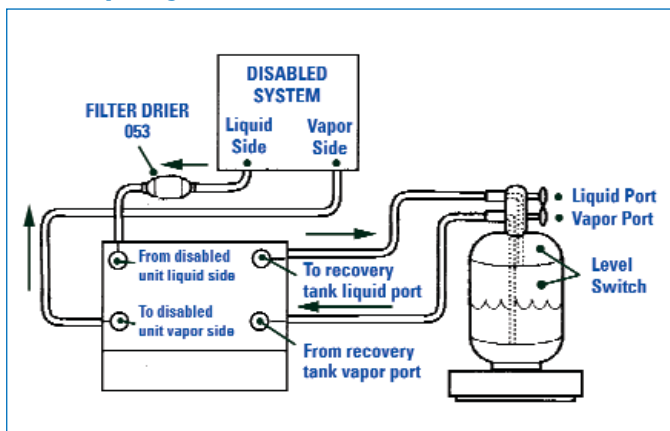 DISABLED
SYSTEM
Liquid
Side
Vapor
Side
FILTER DRIER
053
Liquid Port
Vapor Port
Level
Switch
From disabled
unit liquid side
To recovery
tank liquid port
To disabled
unit vapor side
From recovery
tank vapor port